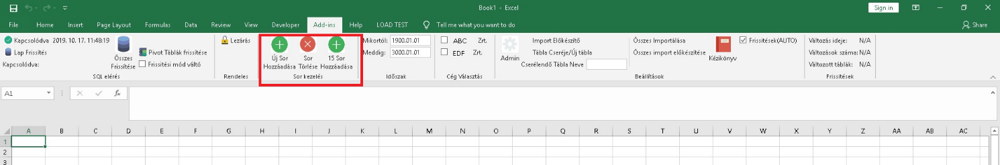 Book1 - Excel
Sign in
File Home Insert Page Layout Formulas Data Review View Developer Add-ins Help LOAD TEST Tell me what you want to do Share
Kapcsolódva 2019. 10. 17. 11:48:19
Lap Frissítés
Kapcsolódva:
Összes
Frissítése
Pivot Táblák frissítése
Frissitési mód váltó
SQL elérés
Lezárás
Rendeles
Új Sor
Hozzáadása
Sor
Törlése
15 Sor
Hozzáadása
Sor kezelés
Mikortól: 1900.01.01
Meddig: 3000.01.01
Időszak
ABC Zrt.
EDF Zrt.
Cég Választás
Admin
Import Előkészítő
Tábla Cseréje/Új tábla
Cserélendő Tábla Neve
Összes Importálása
Összes import előkészítése
Kézikönyv
Frissítések(AUTO)
Beállítások
Változás ideje: N/A
Változások száma: N/A
Változott táblák: N/A
Frissitések
A1
fx
A B C D E F G H I J K L M N O P Q R S T U V W X Y Z AA AB AC
1
2
3